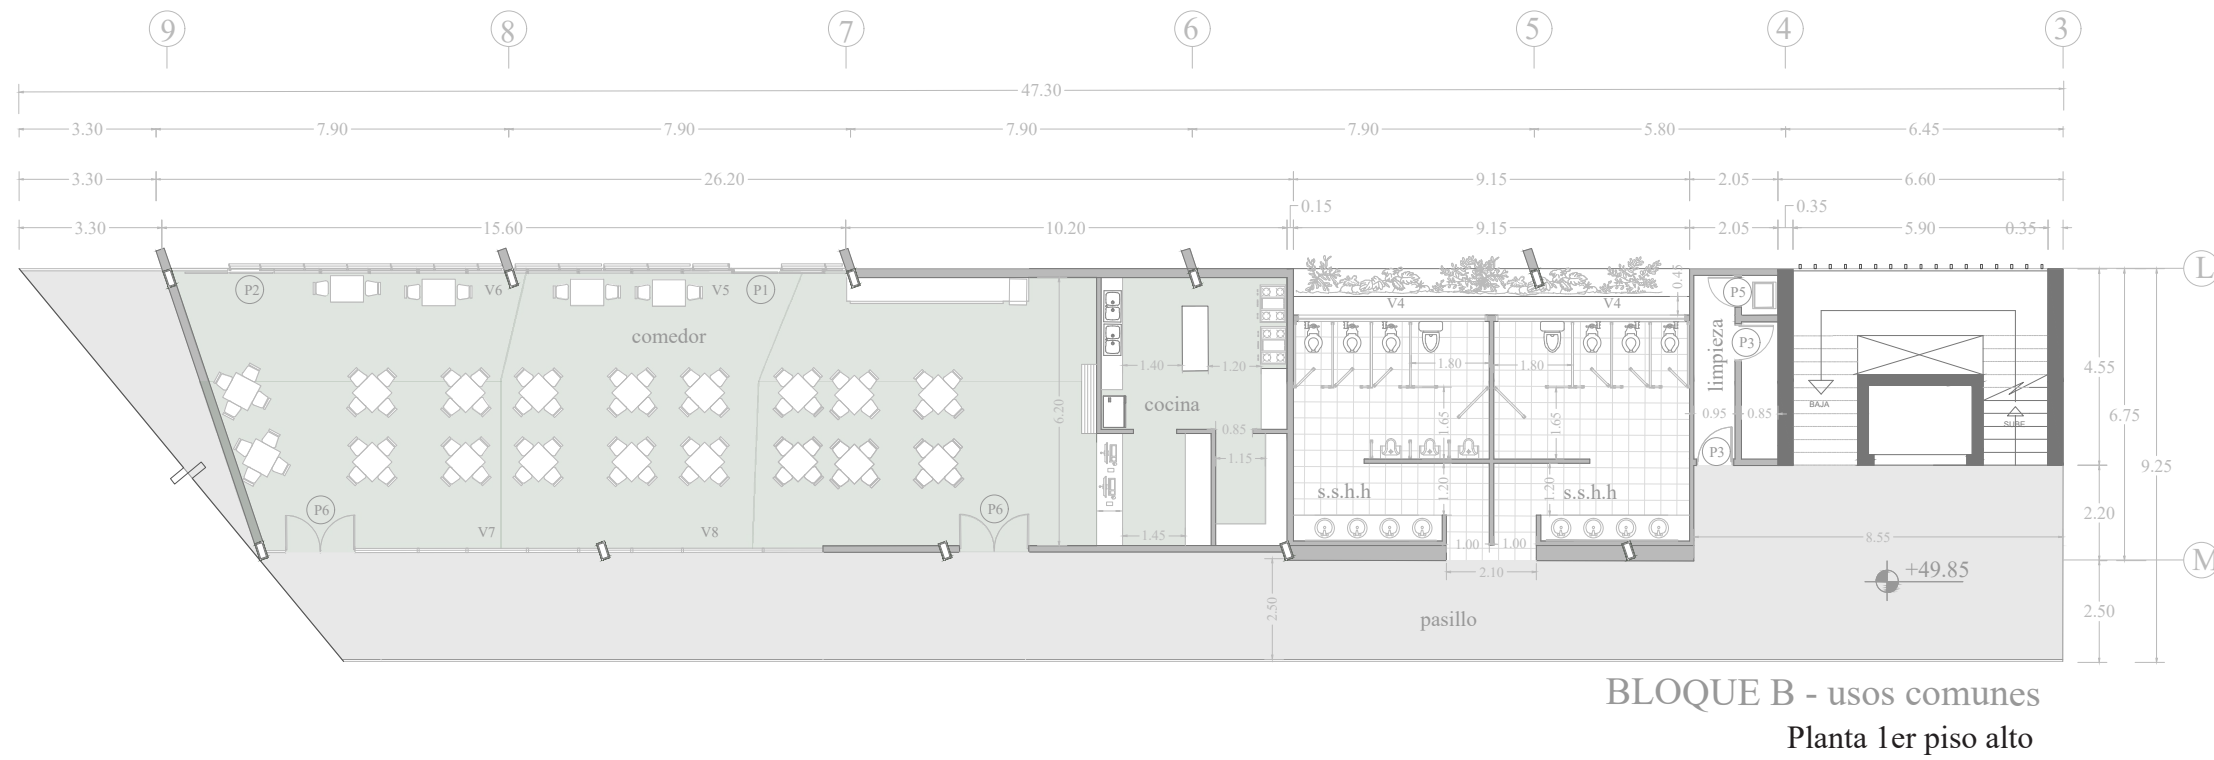 9 8 7 6 5 4 3
47.30
3.30 7.90 7.90 7.90 7.90 5.80 6.45
3.30 26.20 9.15 2.05 6.60
0.15 0.35
3.30 15.60 10.20 9.15 2.05 5.90 0.35
L
P2 V6 V5 P1 0.45 P5
V4 V4
comedor
limpieza
P3
1.40 1.20 1.80 1.80
4.55
cocina
6.20
BAJA
0.95 0.85
6.75
0.85 1.65 1.65
SUBE
P3
1.15
9.25
s.s.h.h s.s.h.h
1.20 1.20
P6 P6
2.20
V7 V8
1.45 1.00 1.00 8.55
M
2.10 +49.85
2.50 2.50
pasillo
BLOQUE B - usos comunes
Planta 1er piso alto